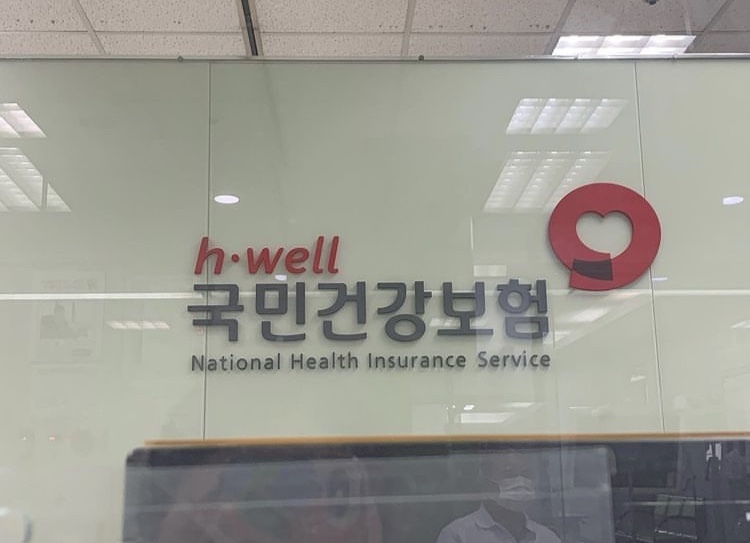 h·well
국민건강보험
National Health Insurance Service